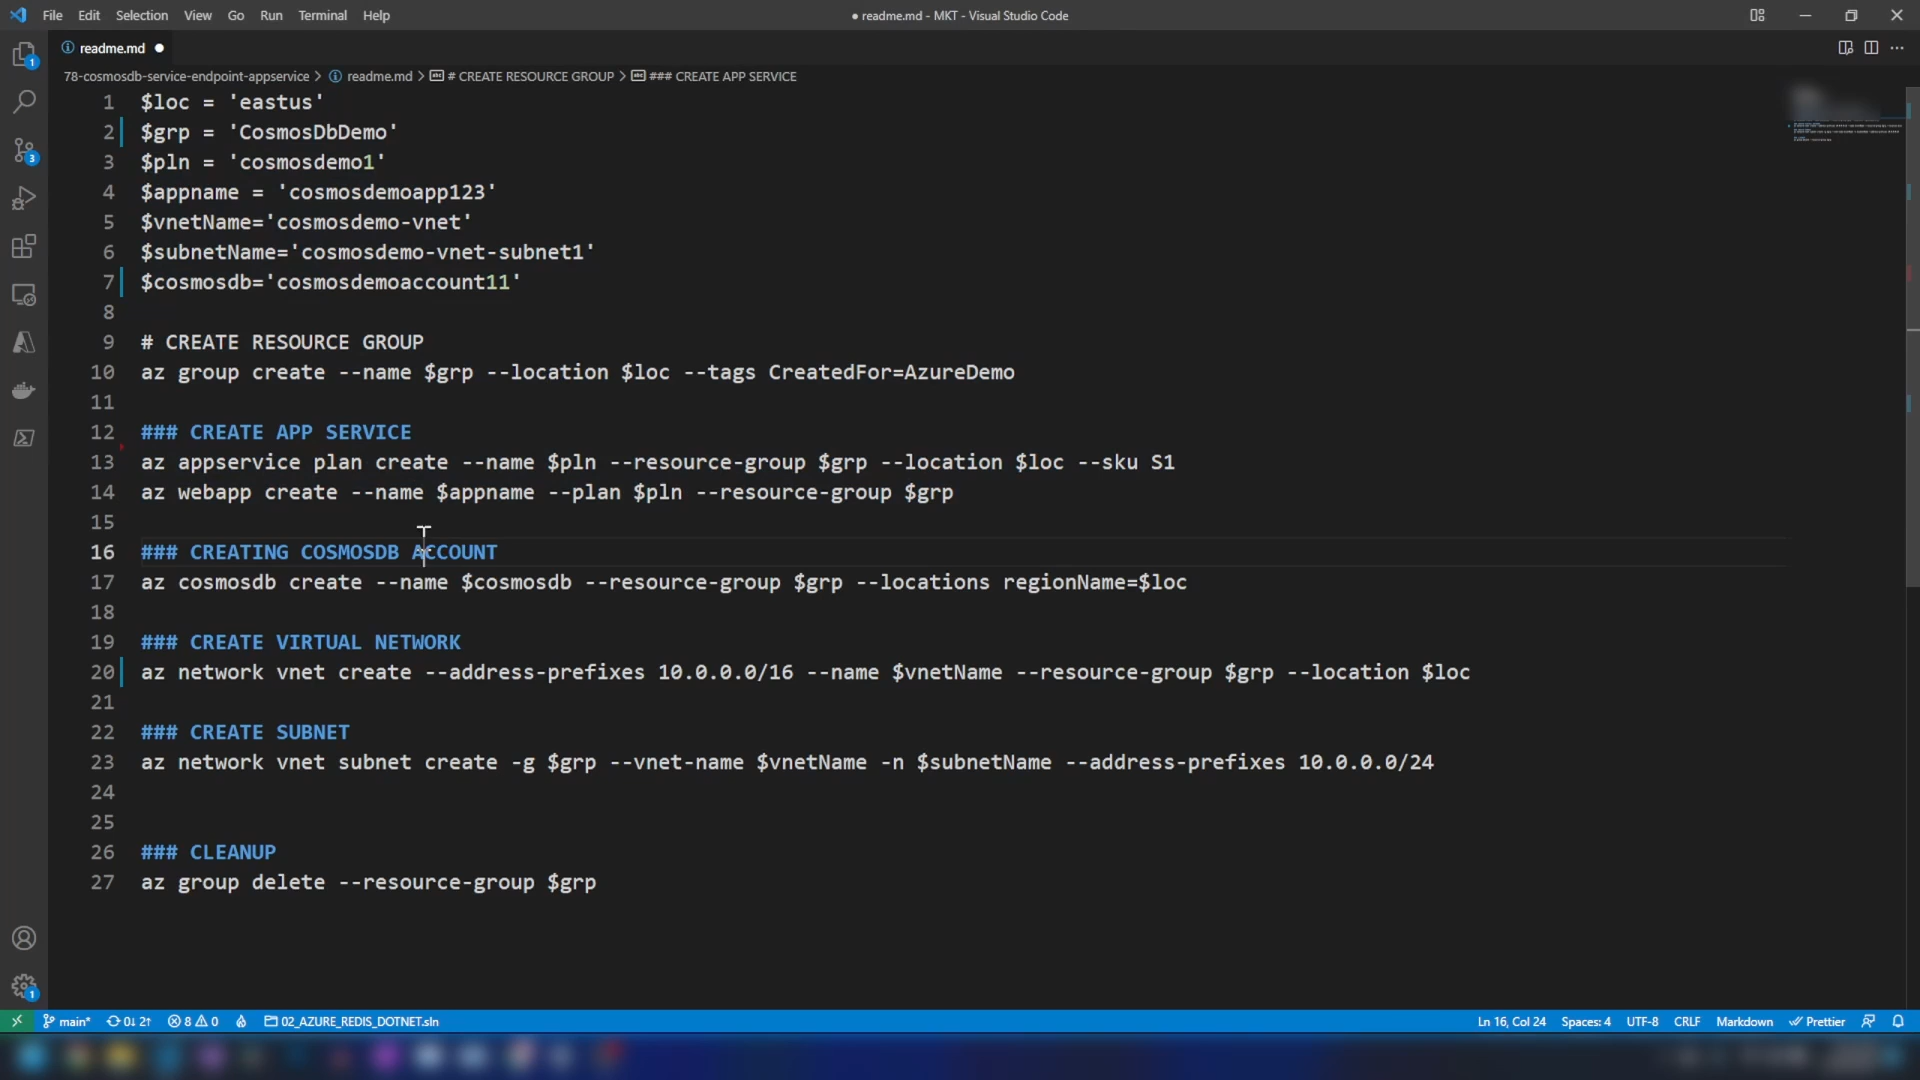 File Edit Selection View Go Run Terminal Help
● readme.md - MKT - Visual Studio Code
readme.md ●
78-cosmosdb-service-endpoint-appservice > readme.md > # CREATE RESOURCE GROUP > ### CREATE APP SERVICE
1 $loc = 'eastus'
2 $grp = 'CosmosDbDemo'
3 $pln = 'cosmosdemo1'
4 $appname = 'cosmosdemoapp123'
5 $vnetName='cosmosdemo-vnet'
6 $subnetName='cosmosdemo-vnet-subnet1'
7 $cosmosdb='cosmosdemoaccount11'
8
9 # CREATE RESOURCE GROUP
10 az group create --name $grp --location $loc --tags CreatedFor=AzureDemo
11
12 ### CREATE APP SERVICE
13 az appservice plan create --name $pln --resource-group $grp --location $loc --sku S1
14 az webapp create --name $appname --plan $pln --resource-group $grp
15
16 ### CREATING COSMOSDB ACCOUNT
17 az cosmosdb create --name $cosmosdb --resource-group $grp --locations regionName=$loc
18
19 ### CREATE VIRTUAL NETWORK
20 az network vnet create --address-prefixes 10.0.0.0/16 --name $vnetName --resource-group $grp --location $loc
21
22 ### CREATE SUBNET
23 az network vnet subnet create -g $grp --vnet-name $vnetName -n $subnetName --address-prefixes 10.0.0.0/24
24
25
26 ### CLEANUP
27 az group delete --resource-group $grp
1
3
1
main* 0↓ 2↑ 8 0 02_AZURE_REDIS_DOTNET.sln
Ln 16, Col 24 Spaces: 4 UTF-8 CRLF Markdown Prettier